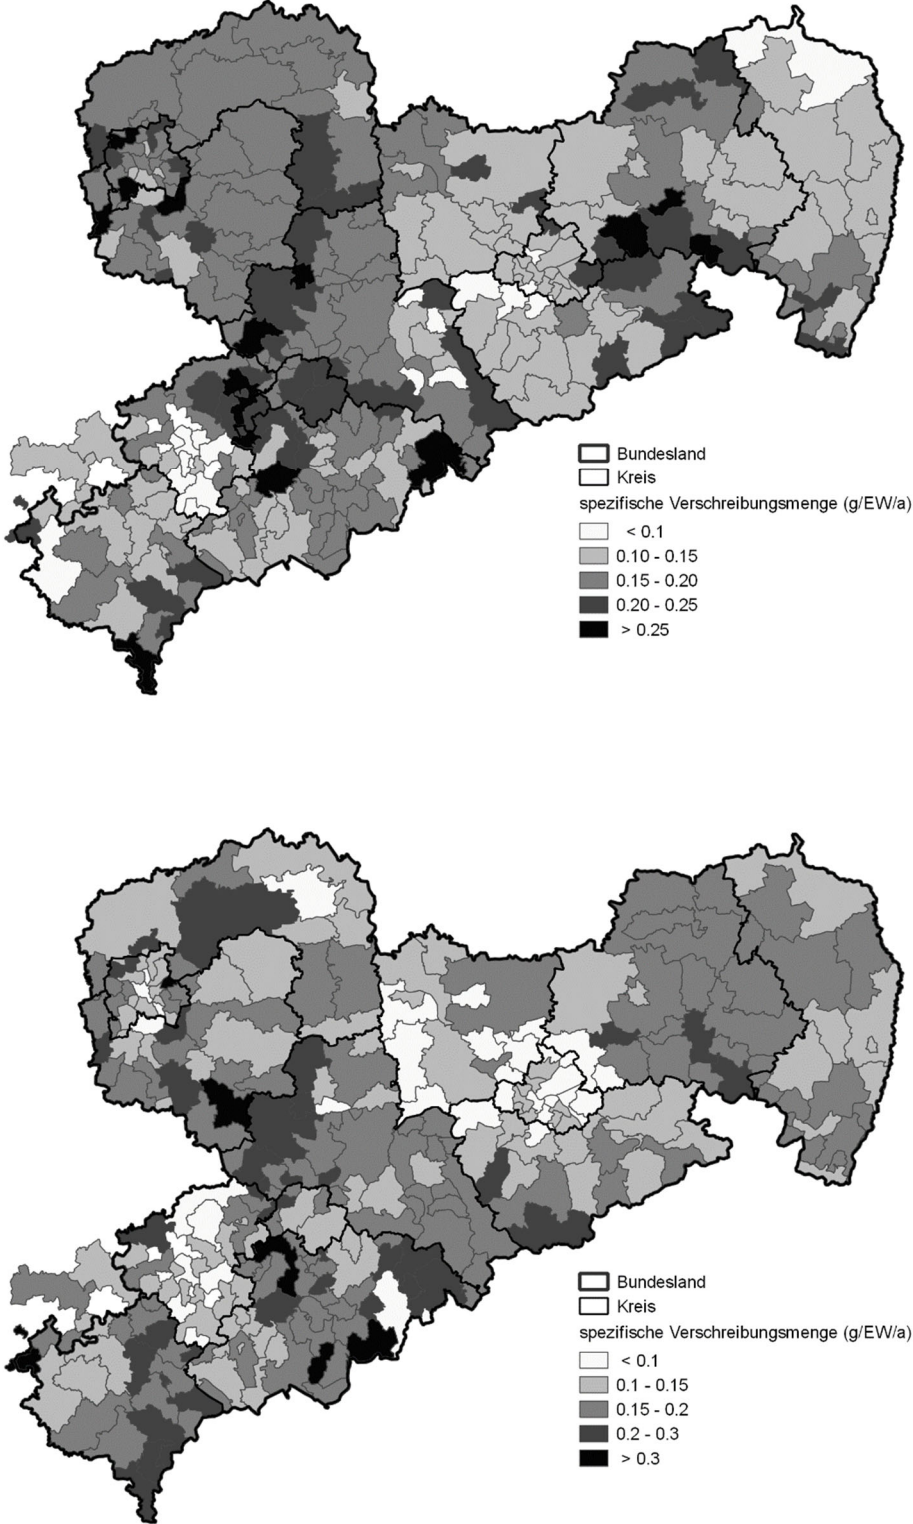 Bundesland
Kreis
spezifische Verschreibungsmenge (g/EW/a)
< 0.1
0.10 - 0.15
0.15 - 0.20
0.20 - 0.25
> 0.25
Bundesland
Kreis
spezifische Verschreibungsmenge (g/EW/a)
< 0.1
0.1 - 0.15
0.15 - 0.2
0.2 - 0.3
> 0.3